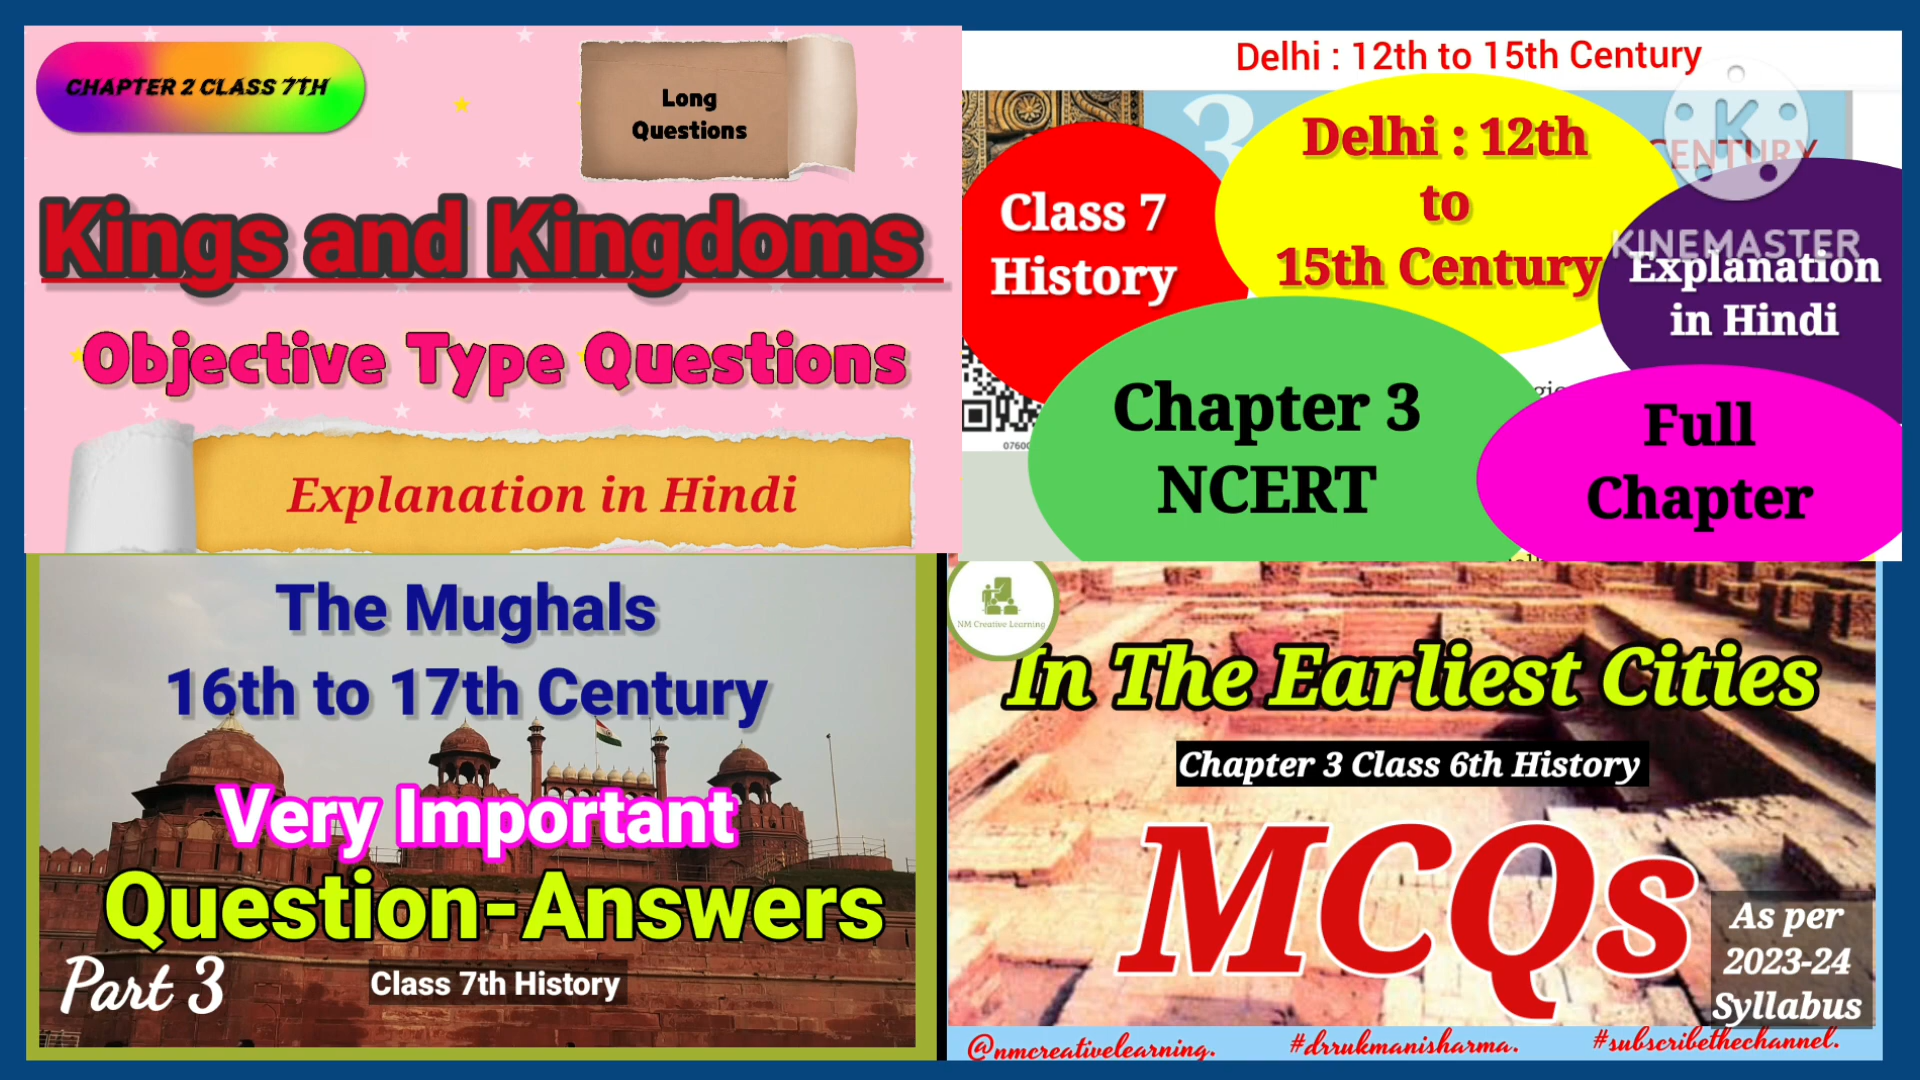 CHAPTER 2 CLASS 7TH
Long
Questions
Kings and Kingdoms
Objective Type Questions
Explanation in Hindi
Delhi : 12th to 15th Century
3
CENTURY
K
KINEMASTER
Delhi : 12th
to
15th Century
Class 7
History
Explanation
in Hindi
Chapter 3
NCERT
Full
Chapter
The Mughals
16th to 17th Century
Very Important
Question-Answers
Part 3
Class 7th History
NM Creative Learning
In The Earliest Cities
Chapter 3 Class 6th History
MCQs
As per
2023-24
Syllabus
@nmcreativelearning.
#drrukmanisharma.
#subscribethechannel.